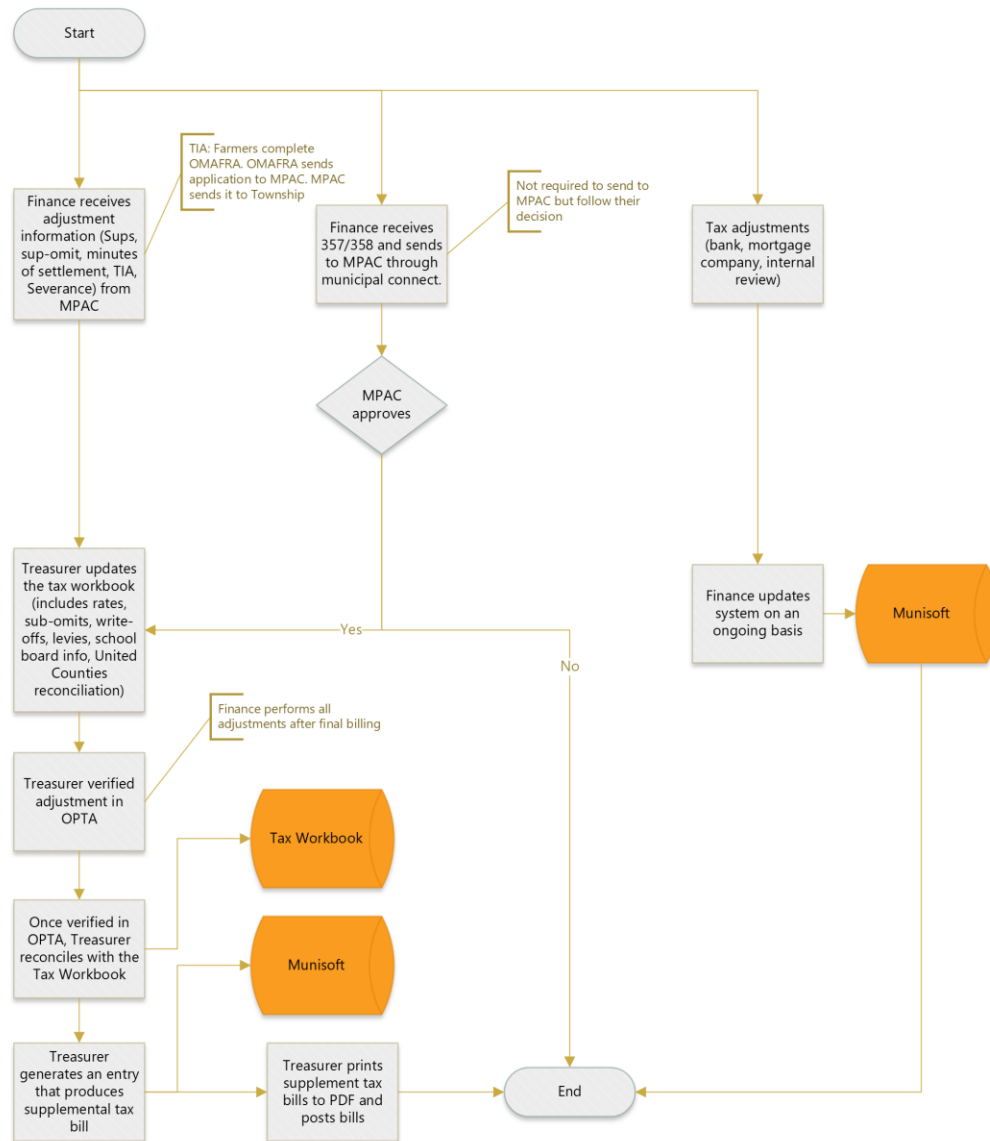 Start
TIA: Farmers complete
OMAFRA. OMAFRA sends
application to MPAC. MPAC
sends it to Township
Finance receives
adjustment
information (Sups,
sup-omit, minutes
of settlement, TIA,
Severance) from
MPAC
Finance receives
357/358 and sends
to MPAC through
municipal connect.
Not required to send to
MPAC but follow their
decision
Tax adjustments
(bank, mortgage
company, internal
review)
MPAC
approves
Treasurer updates
the tax workbook
(includes rates,
sub-omits, write-
offs, levies, school
board info, United
Counties
reconciliation)
Yes
No
Finance updates
system on an
ongoing basis
Munisoft
Finance performs all
adjustments after final billing
Treasurer verified
adjustment in
OPTA
Tax Workbook
Once verified in
OPTA, Treasurer
reconciles with the
Tax Workbook
Munisoft
Treasurer
generates an entry
that produces
supplemental tax
bill
Treasurer prints
supplement tax
bills to PDF and
posts bills
End